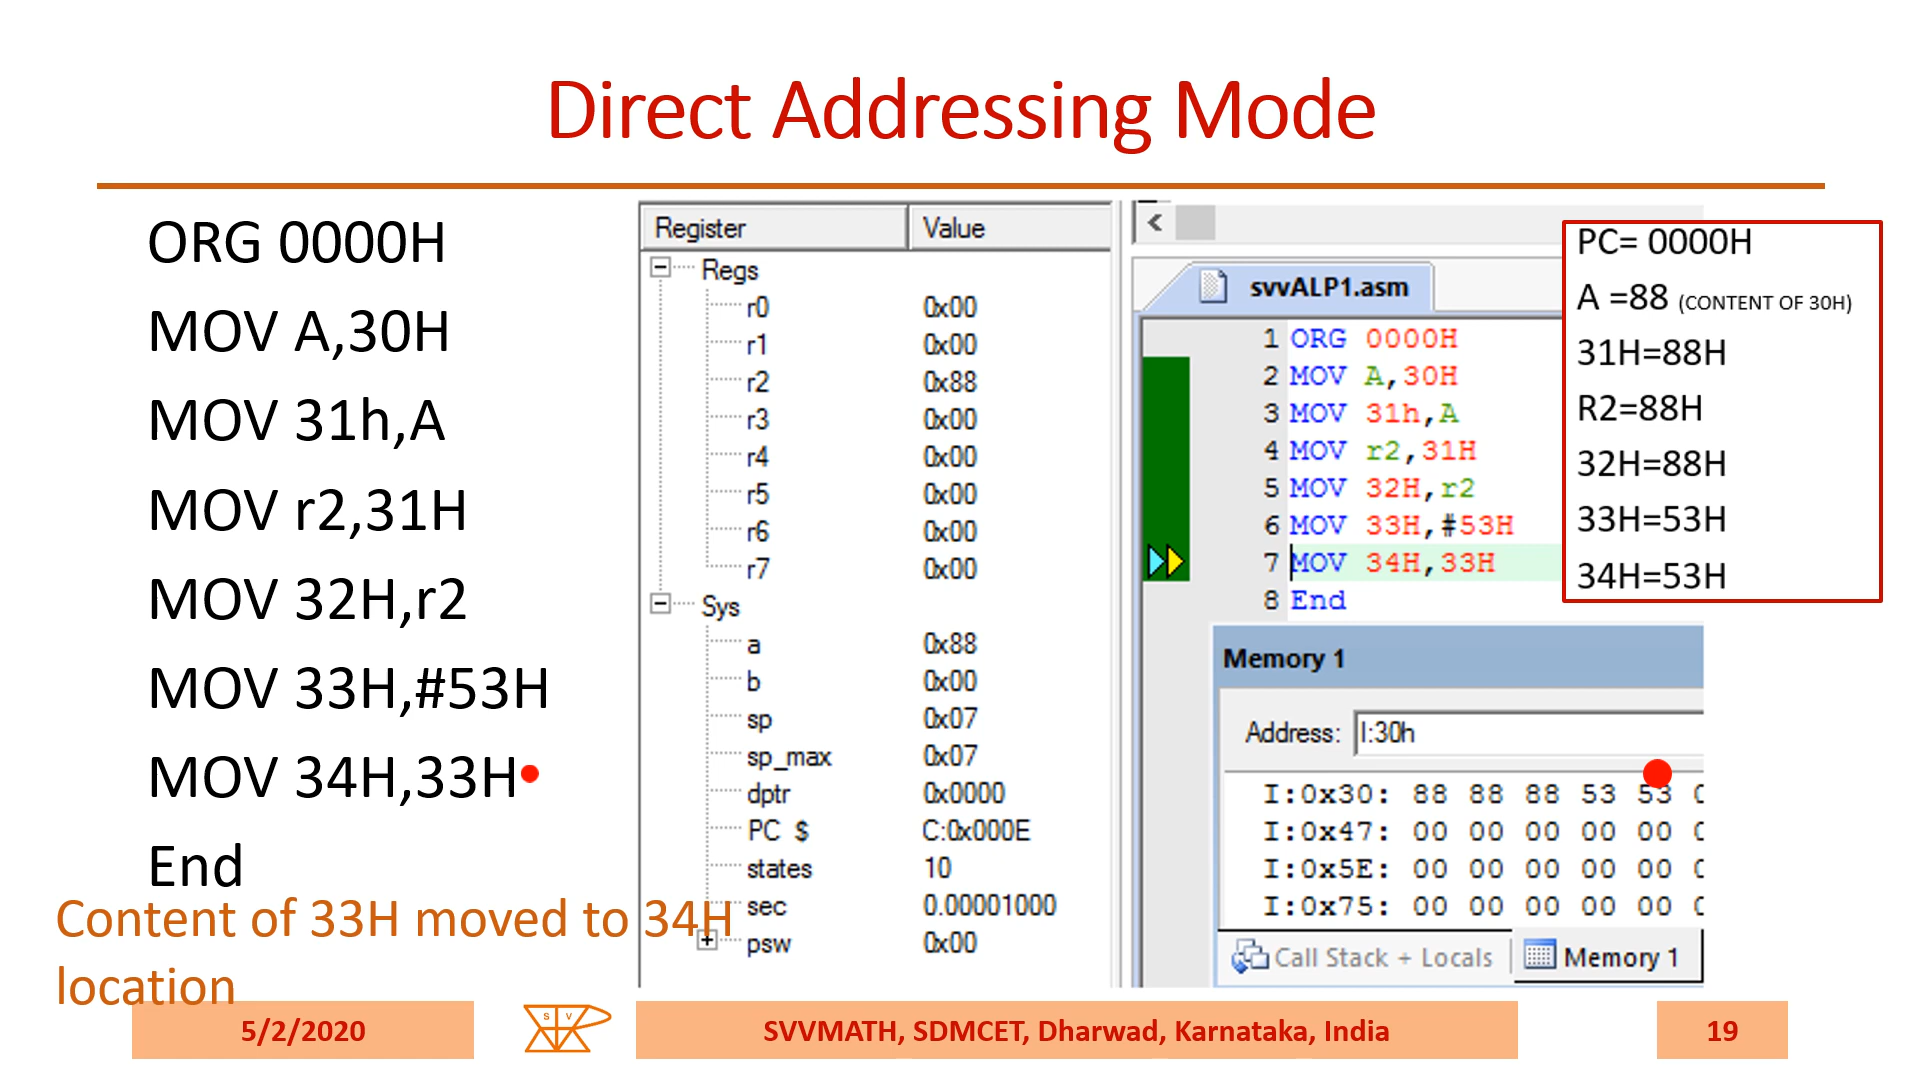 Direct Addressing Mode
ORG 0000H
MOV A,30H
MOV 31h,A
MOV r2,31H
MOV 32H,r2
MOV 33H,#53H
MOV 34H,33H
End
Content of 33H moved to 34H
location
Register Value
Regs
r0 0x00
r1 0x00
r2 0x88
r3 0x00
r4 0x00
r5 0x00
r6 0x00
r7 0x00
Sys
a 0x88
b 0x00
sp 0x07
sp_max 0x07
dptr 0x0000
PC $ C:0x000E
states 10
sec 0.00001000
psw 0x00
svvALP1.asm
1 ORG 0000H
2 MOV A,30H
3 MOV 31h,A
4 MOV r2,31H
5 MOV 32H,r2
6 MOV 33H,#53H
7 MOV 34H,33H
8 End
PC= 0000H
A =88 (CONTENT OF 30H)
31H=88H
R2=88H
32H=88H
33H=53H
34H=53H
Memory 1
Address: I:30h
I:0x30: 88 88 88 53 53
I:0x47: 00 00 00 00 00
I:0x5E: 00 00 00 00 00
I:0x75: 00 00 00 00 00
Call Stack + Locals Memory 1
5/2/2020
S V
SVVMATH, SDMCET, Dharwad, Karnataka, India
19